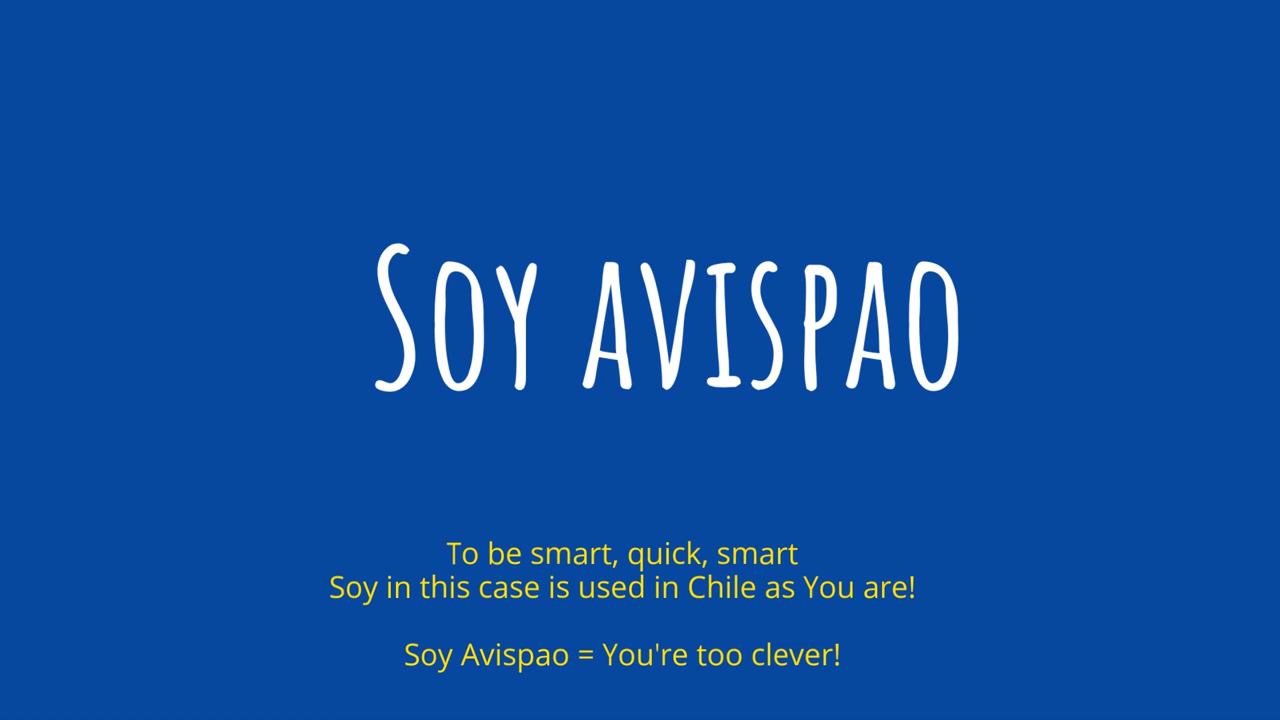 Soy avispao
To be smart, quick, smart
Soy in this case is used in Chile as You are!
Soy Avispao = You're too clever!